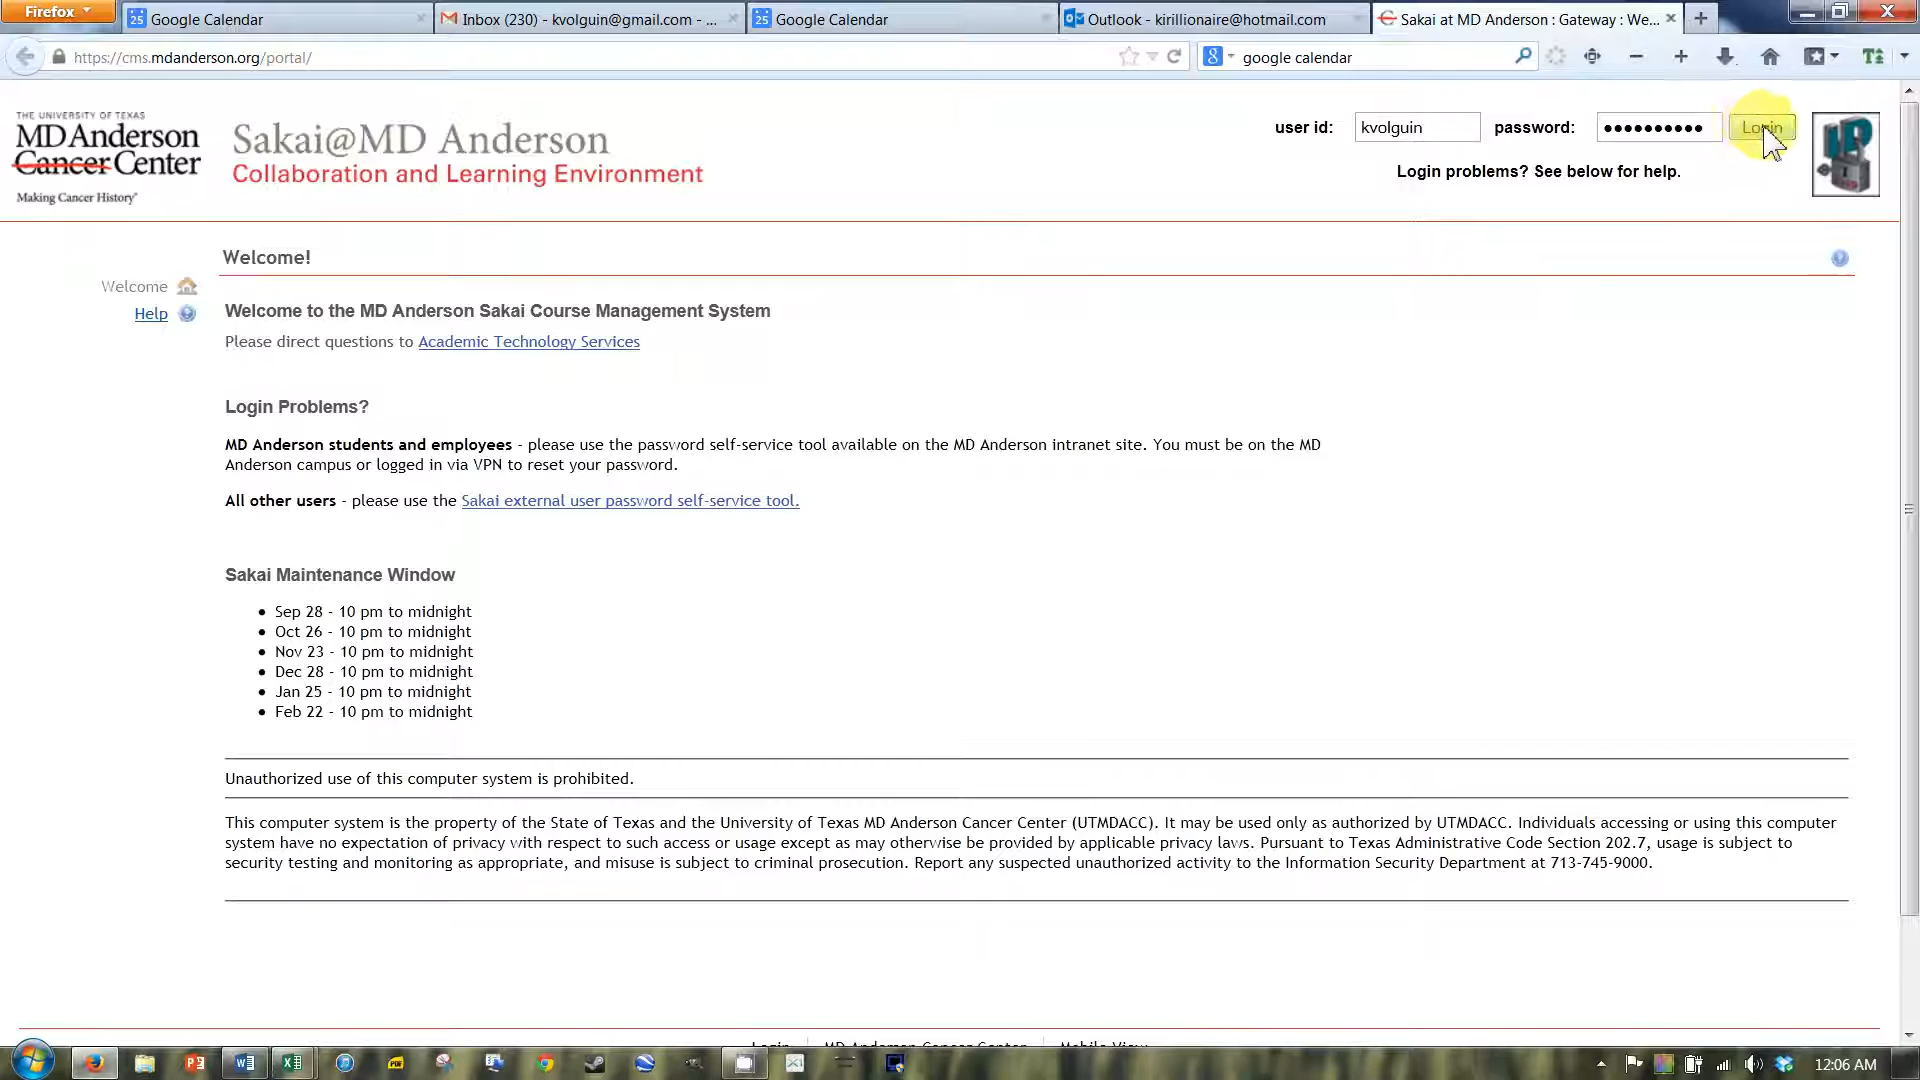 Firefox
25 Google Calendar
Inbox (230) - kvolguin@gmail.com - ...
25 Google Calendar
Outlook - kirillionaire@hotmail.com
Sakai at MD Anderson : Gateway : We...
https://cms.mdanderson.org/portal/
google calendar
THE UNIVERSITY OF TEXAS
MD Anderson
Cancer Center
Making Cancer History®
Sakai@MD Anderson
Collaboration and Learning Environment
user id: kvolguin password: Login
Login problems? See below for help.
Welcome!
Welcome
Help
Welcome to the MD Anderson Sakai Course Management System
Please direct questions to Academic Technology Services
Login Problems?
MD Anderson students and employees - please use the password self-service tool available on the MD Anderson intranet site. You must be on the MD
Anderson campus or logged in via VPN to reset your password.
All other users - please use the Sakai external user password self-service tool.
Sakai Maintenance Window
• Sep 28 - 10 pm to midnight
• Oct 26 - 10 pm to midnight
• Nov 23 - 10 pm to midnight
• Dec 28 - 10 pm to midnight
• Jan 25 - 10 pm to midnight
• Feb 22 - 10 pm to midnight
Unauthorized use of this computer system is prohibited.
This computer system is the property of the State of Texas and the University of Texas MD Anderson Cancer Center (UTMDACC). It may be used only as authorized by UTMDACC. Individuals accessing or using this computer
system have no expectation of privacy with respect to such access or usage except as may otherwise be provided by applicable privacy laws. Pursuant to Texas Administrative Code Section 202.7, usage is subject to
security testing and monitoring as appropriate, and misuse is subject to criminal prosecution. Report any suspected unauthorized activity to the Information Security Department at 713-745-9000.
Login MD Anderson Cancer Center Mobile View
12:06 AM